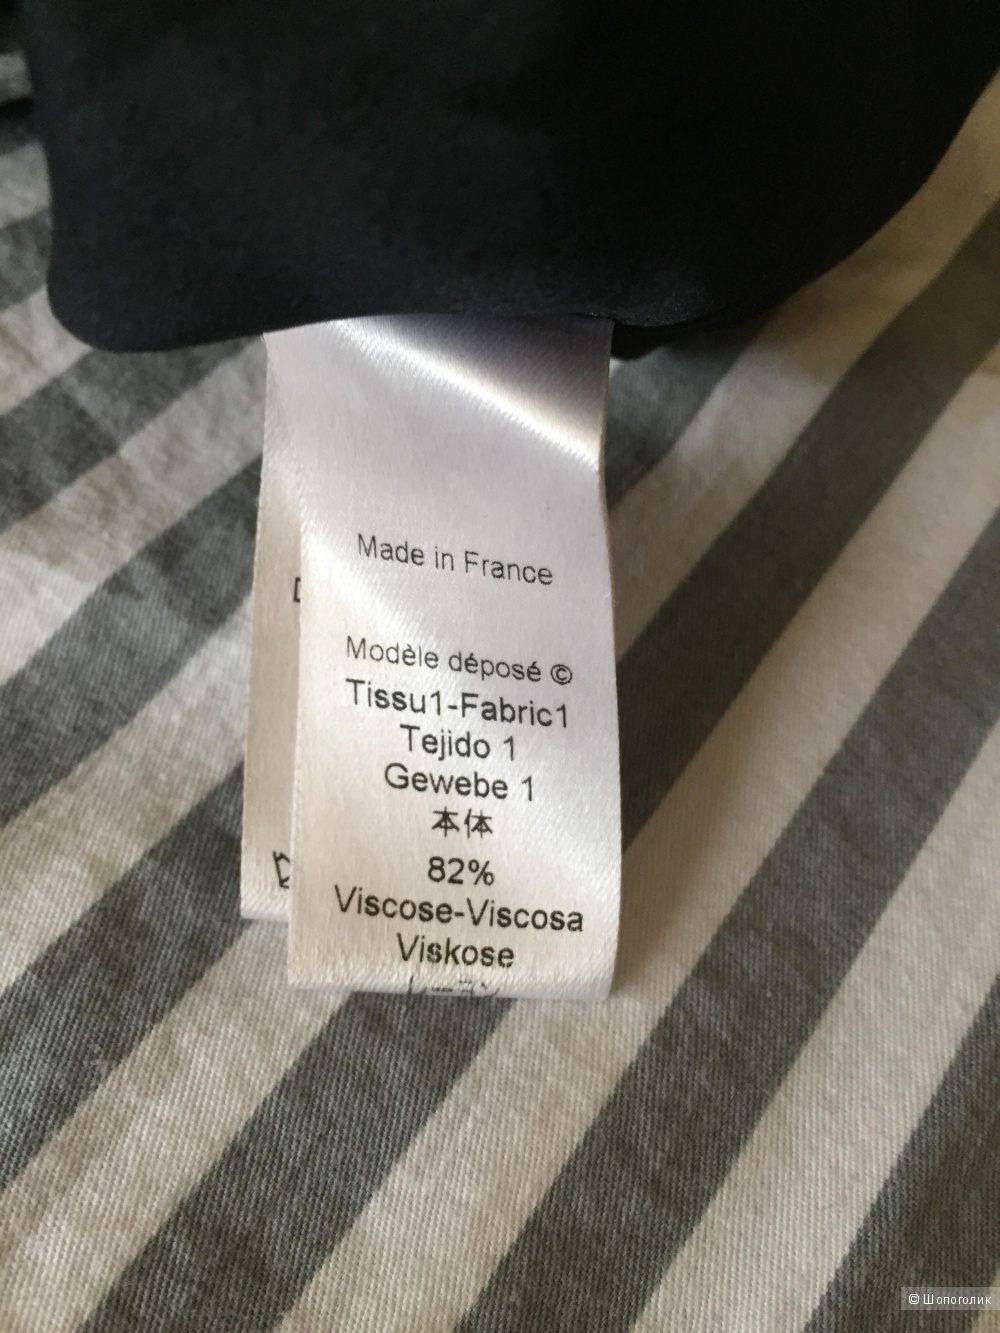 Made in France
Modèle déposé ©
Tissu1-Fabric1
Tejido 1
Gewebe 1
本体
82%
Viscose-Viscosa
Viskose
© Шопоголик